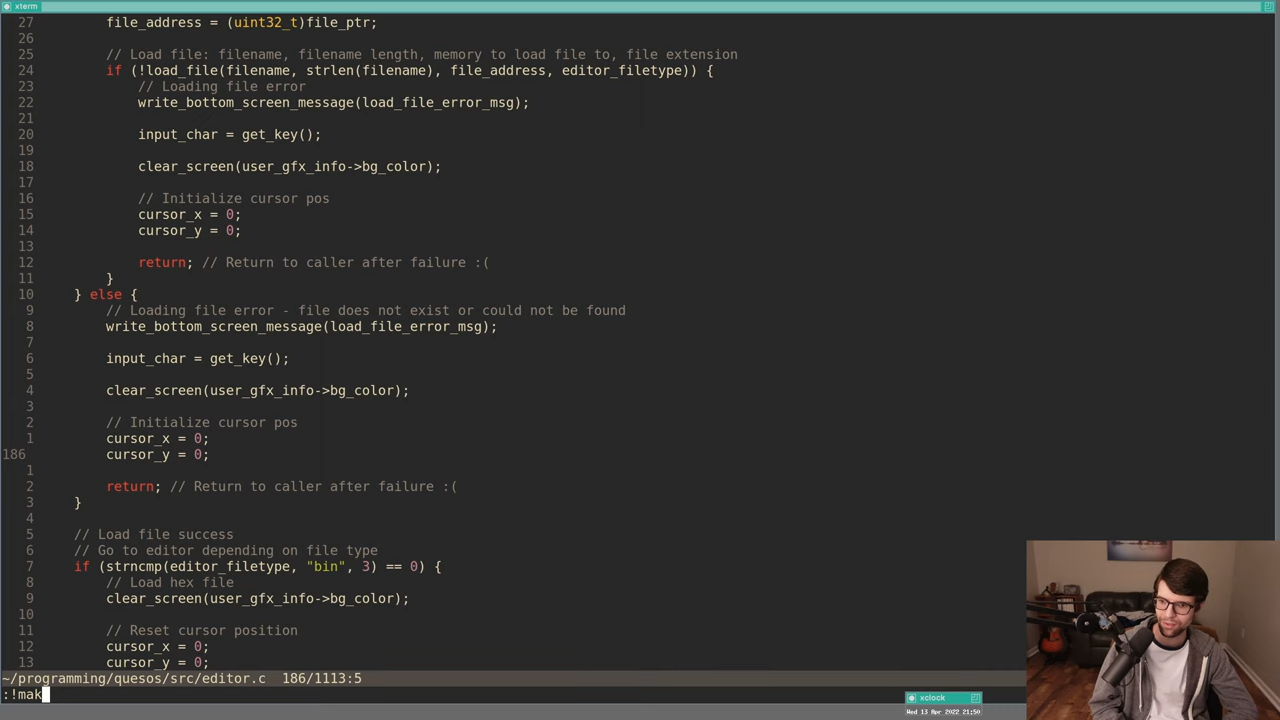 xterm
27 file_address = (uint32_t)file_ptr;
26
25 // Load file: filename, filename length, memory to load file to, file extension
24 if (!load_file(filename, strlen(filename), file_address, editor_filetype)) {
23 // Loading file error
22 write_bottom_screen_message(load_file_error_msg);
21
20 input_char = get_key();
19
18 clear_screen(user_gfx_info->bg_color);
17
16 // Initialize cursor pos
15 cursor_x = 0;
14 cursor_y = 0;
13
12 return; // Return to caller after failure :(
11 }
10 } else {
9 // Loading file error - file does not exist or could not be found
8 write_bottom_screen_message(load_file_error_msg);
7
6 input_char = get_key();
5
4 clear_screen(user_gfx_info->bg_color);
3
2 // Initialize cursor pos
1 cursor_x = 0;
186 cursor_y = 0;
1
2 return; // Return to caller after failure :(
3 }
4
5 // Load file success
6 // Go to editor depending on file type
7 if (strncmp(editor_filetype, "bin", 3) == 0) {
8 // Load hex file
9 clear_screen(user_gfx_info->bg_color);
10
11 // Reset cursor position
12 cursor_x = 0;
13 cursor_y = 0;
~/programming/quesos/src/editor.c 186/1113:5
:!mak
xclock
Wed 13 Apr 2022 21:50